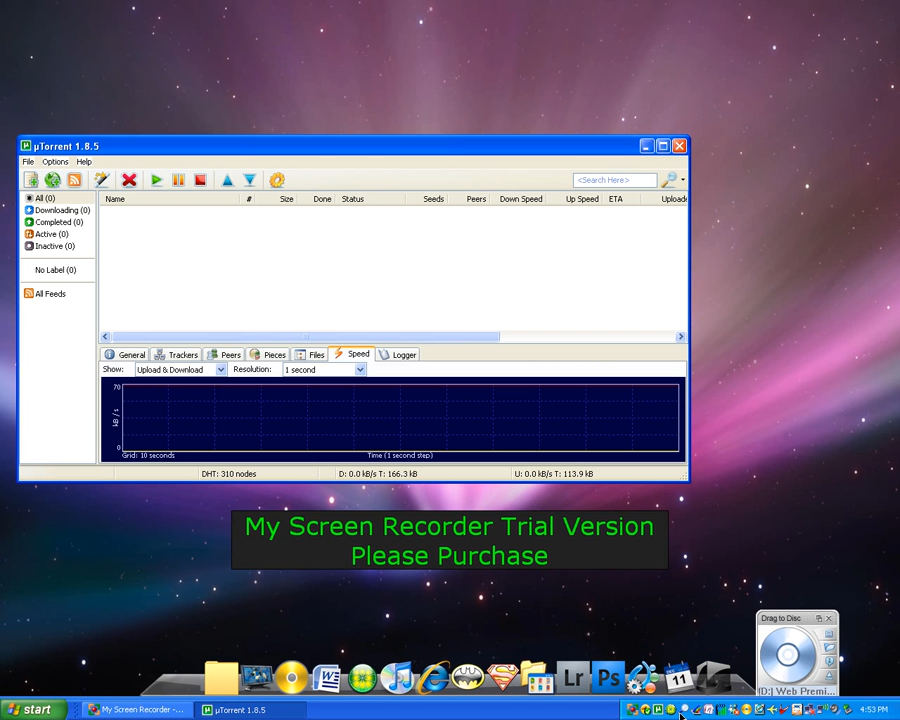 µTorrent 1.8.5
File Options Help
<Search Here>
All (0)
Downloading (0)
Completed (0)
Active (0)
Inactive (0)
No Label (0)
All Feeds
Name # Size Done Status Seeds Peers Down Speed Up Speed ETA Uploade
General Trackers Peers Pieces Files Speed Logger
Show: Upload & Download Resolution: 1 second
70
kB / s
0
Grid: 10 seconds Time (1 second step)
DHT: 310 nodes D: 0.0 kB/s T: 166.3 kB U: 0.0 kB/s T: 113.9 kB
My Screen Recorder Trial Version
Please Purchase
Drag to Disc
(D:) Web Premi...
W Lr Ps 11
start My Screen Recorder -... µTorrent 1.8.5 4:53 PM